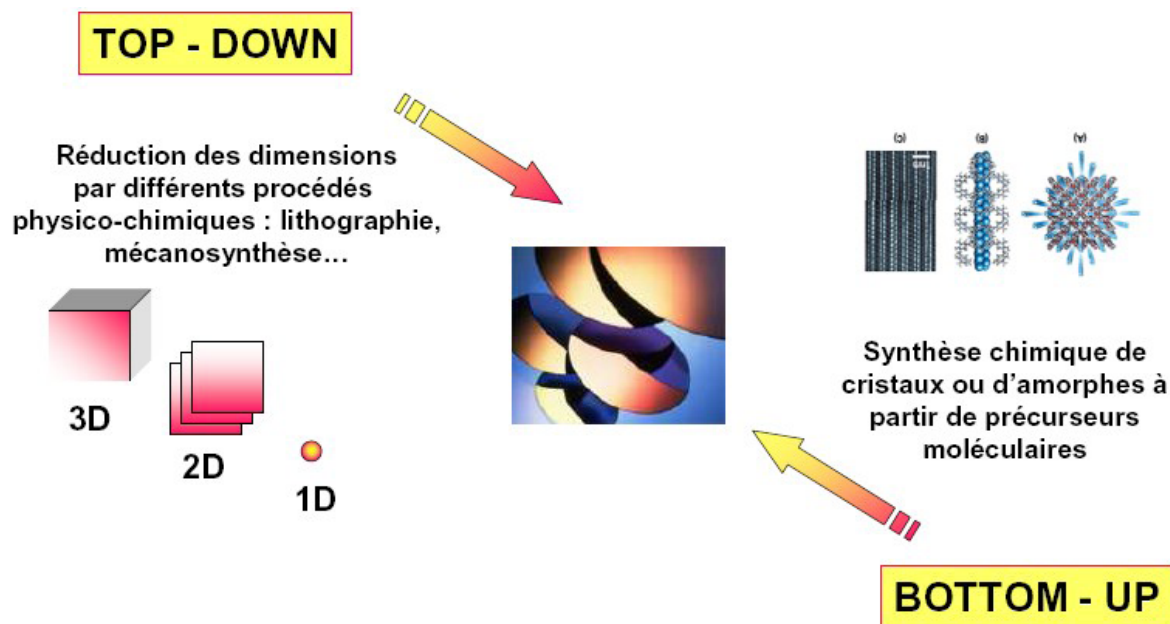 TOP - DOWN
Réduction des dimensions
par différents procédés
physico-chimiques : lithographie,
mécanosynthèse…
3D
2D
1D
(C)
(B)
(A)
1nm
Synthèse chimique de
cristaux ou d'amorphes à
partir de précurseurs
moléculaires
BOTTOM - UP